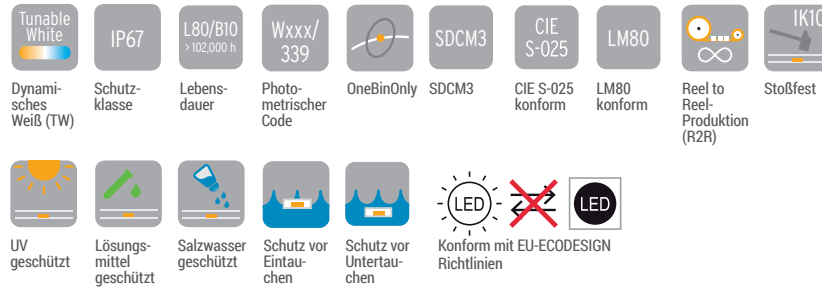 Tunable
White
IP67
L80/B10
> 102,000 h
Wxxx/
339
SDCM3
CIE
S-025
LM80
IK10
Dynami-
sches
Weiß (TW)
Schutz-
klasse
Lebens-
dauer
Photo-
metrischer
Code
OneBinOnly
SDCM3
CIE S-025
konform
LM80
konform
Reel to
Reel-
Produktion
(R2R)
Stoßfest
UV
geschützt
Lösungs-
mittel
geschützt
Salzwasser
geschützt
Schutz vor
Eintau-
chen
Schutz vor
Untertau-
chen
LED
LED
Konform mit EU-ECODESIGN
Richtlinien